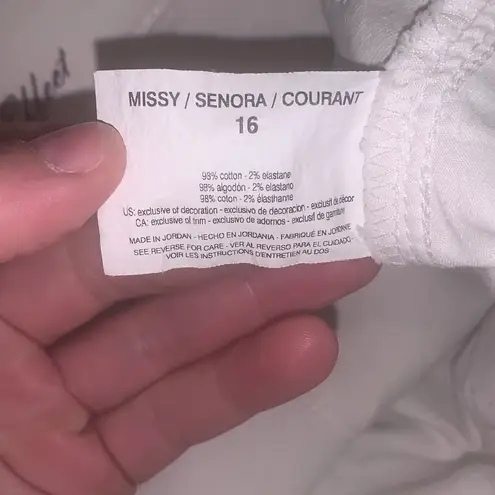 MISSY / SENORA / COURANT
16
98% cotton - 2% elastane
98% algodón - 2% elastano
98% coton - 2% élasthanne
US: exclusive of decoration - exclusivo de decoracion - exclusif de décor
CA: exclusive of trim - exclusivo de adornos - exclusif de garniture
MADE IN JORDAN - HECHO EN JORDANIA - FABRIQUÉ EN JORDANIE
SEE REVERSE FOR CARE - VER AL REVERSO PARA EL CUIDADO -
VOIR LES INSTRUCTIONS D'ENTRETIEN AU DOS